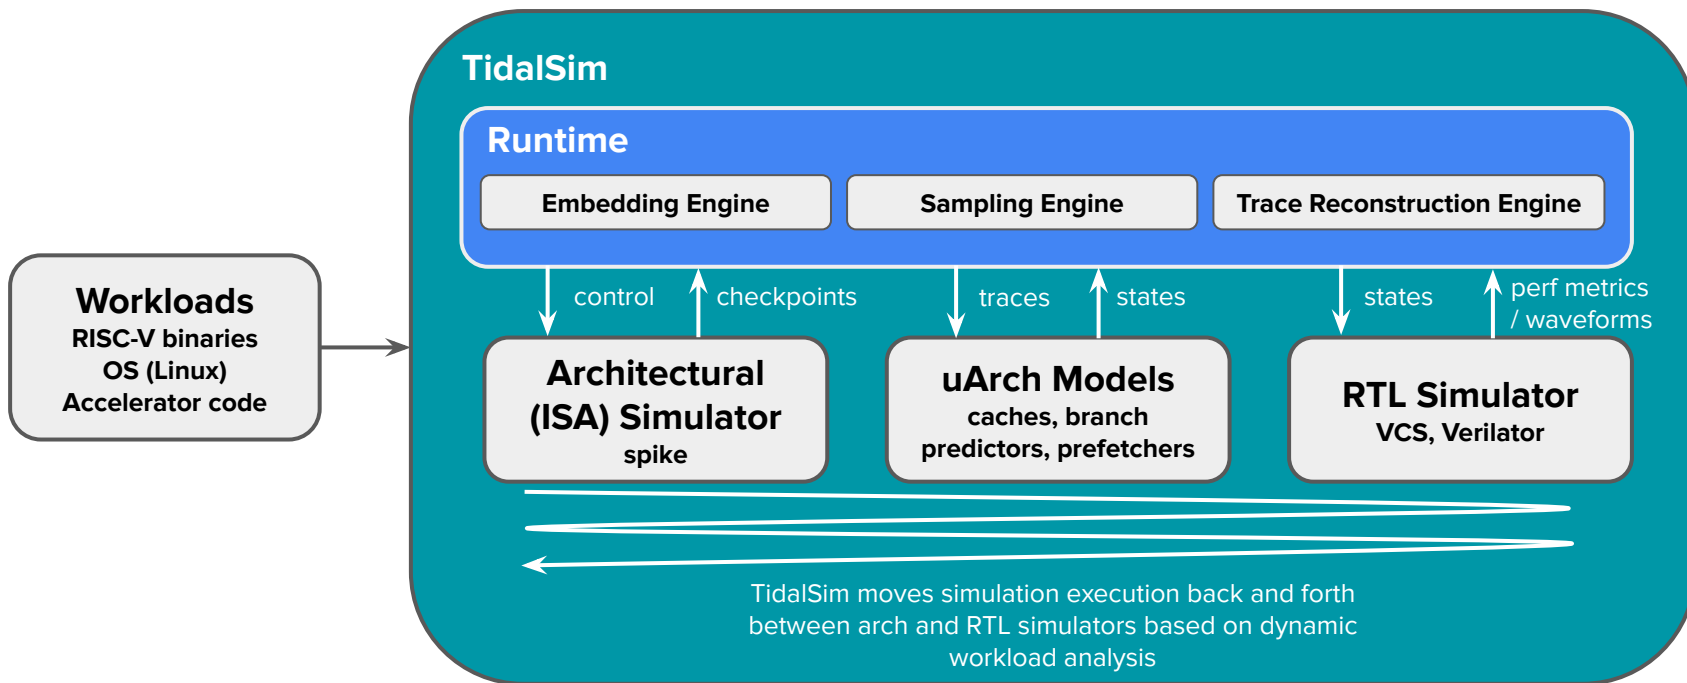 TidalSim
Runtime
Embedding Engine
Sampling Engine
Trace Reconstruction Engine
control
checkpoints
traces
states
states
perf metrics
/ waveforms
Workloads
RISC-V binaries
OS (Linux)
Accelerator code
Architectural
(ISA) Simulator
spike
uArch Models
caches, branch
predictors, prefetchers
RTL Simulator
VCS, Verilator
TidalSim moves simulation execution back and forth
between arch and RTL simulators based on dynamic
workload analysis